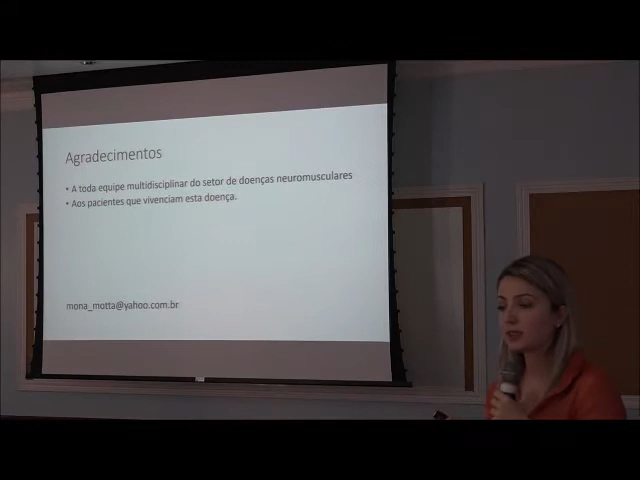 Agradecimentos
• A toda equipe multidisciplinar do setor de doenças neuromusculares
• Aos pacientes que vivenciam esta doença.
mona_motta@yahoo.com.br